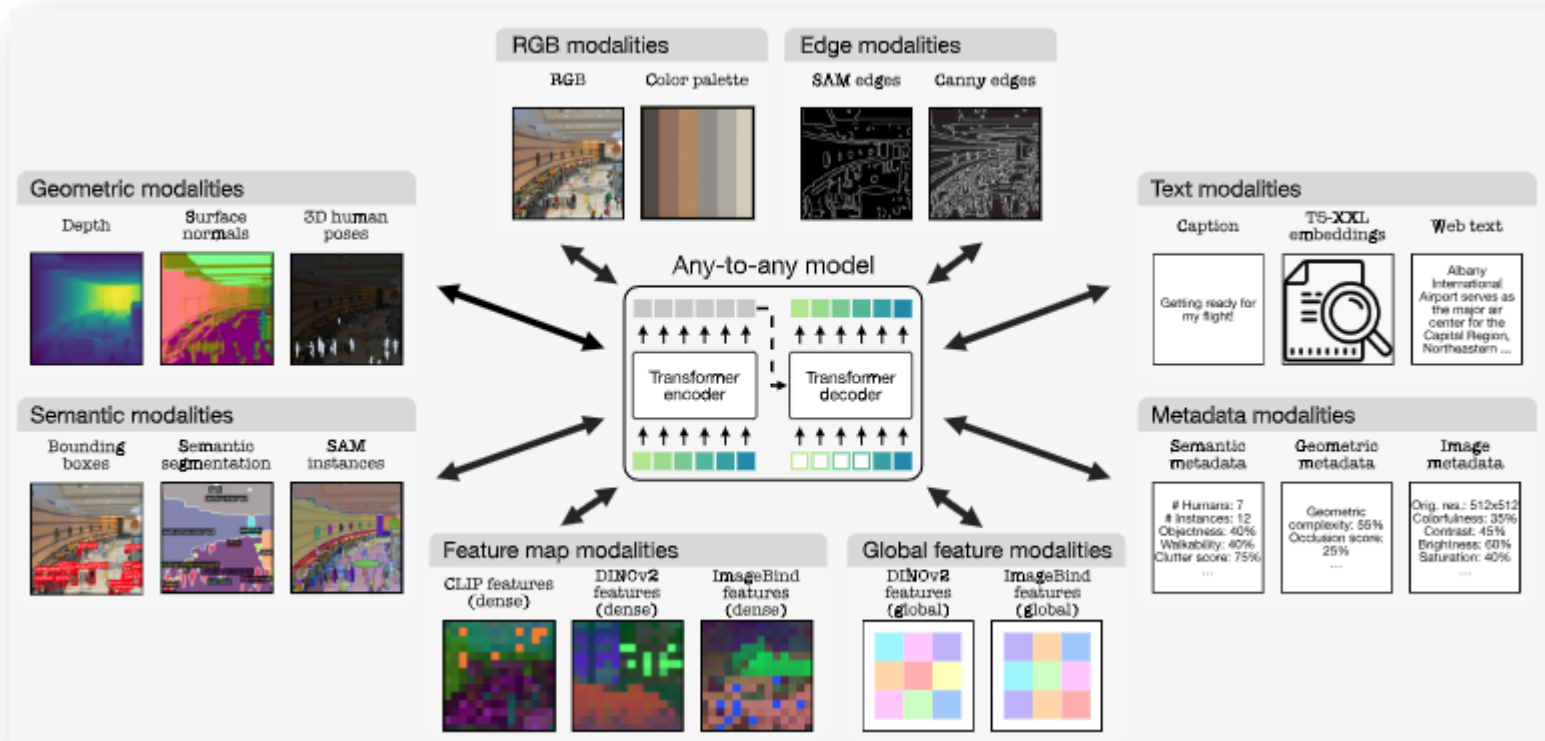 RGB modalities
RGB
Color palette
Edge modalities
SAM edges
Canny edges
Geometric modalities
Depth
Surface
normals
3D human
poses
Text modalities
Caption
Getting ready for
my flight!
T5-XXL
embeddings
Web text
Albany
International
Airport serves as
the major air
center for the
Capital Region,
Northeastern ...
Any-to-any model
Transformer
encoder
Transformer
decoder
Semantic modalities
Bounding
boxes
Semantic
segmentation
SAM
instances
Metadata modalities
Semantic
metadata
# Humans: 7
# Instances: 12
Objectness: 40%
Walkability: 40%
Clutter score: 75%
...
Geometric
metadata
Geometric
complexity: 55%
Occlusion score:
25%
...
Image
metadata
Orig. res.: 512x512
Colorfulness: 35%
Contrast: 45%
Brightness: 60%
Saturation: 40%
...
Feature map modalities
CLIP features
(dense)
DINOv2
features
(dense)
ImageBind
features
(dense)
Global feature modalities
DINOv2
features
(global)
ImageBind
features
(global)